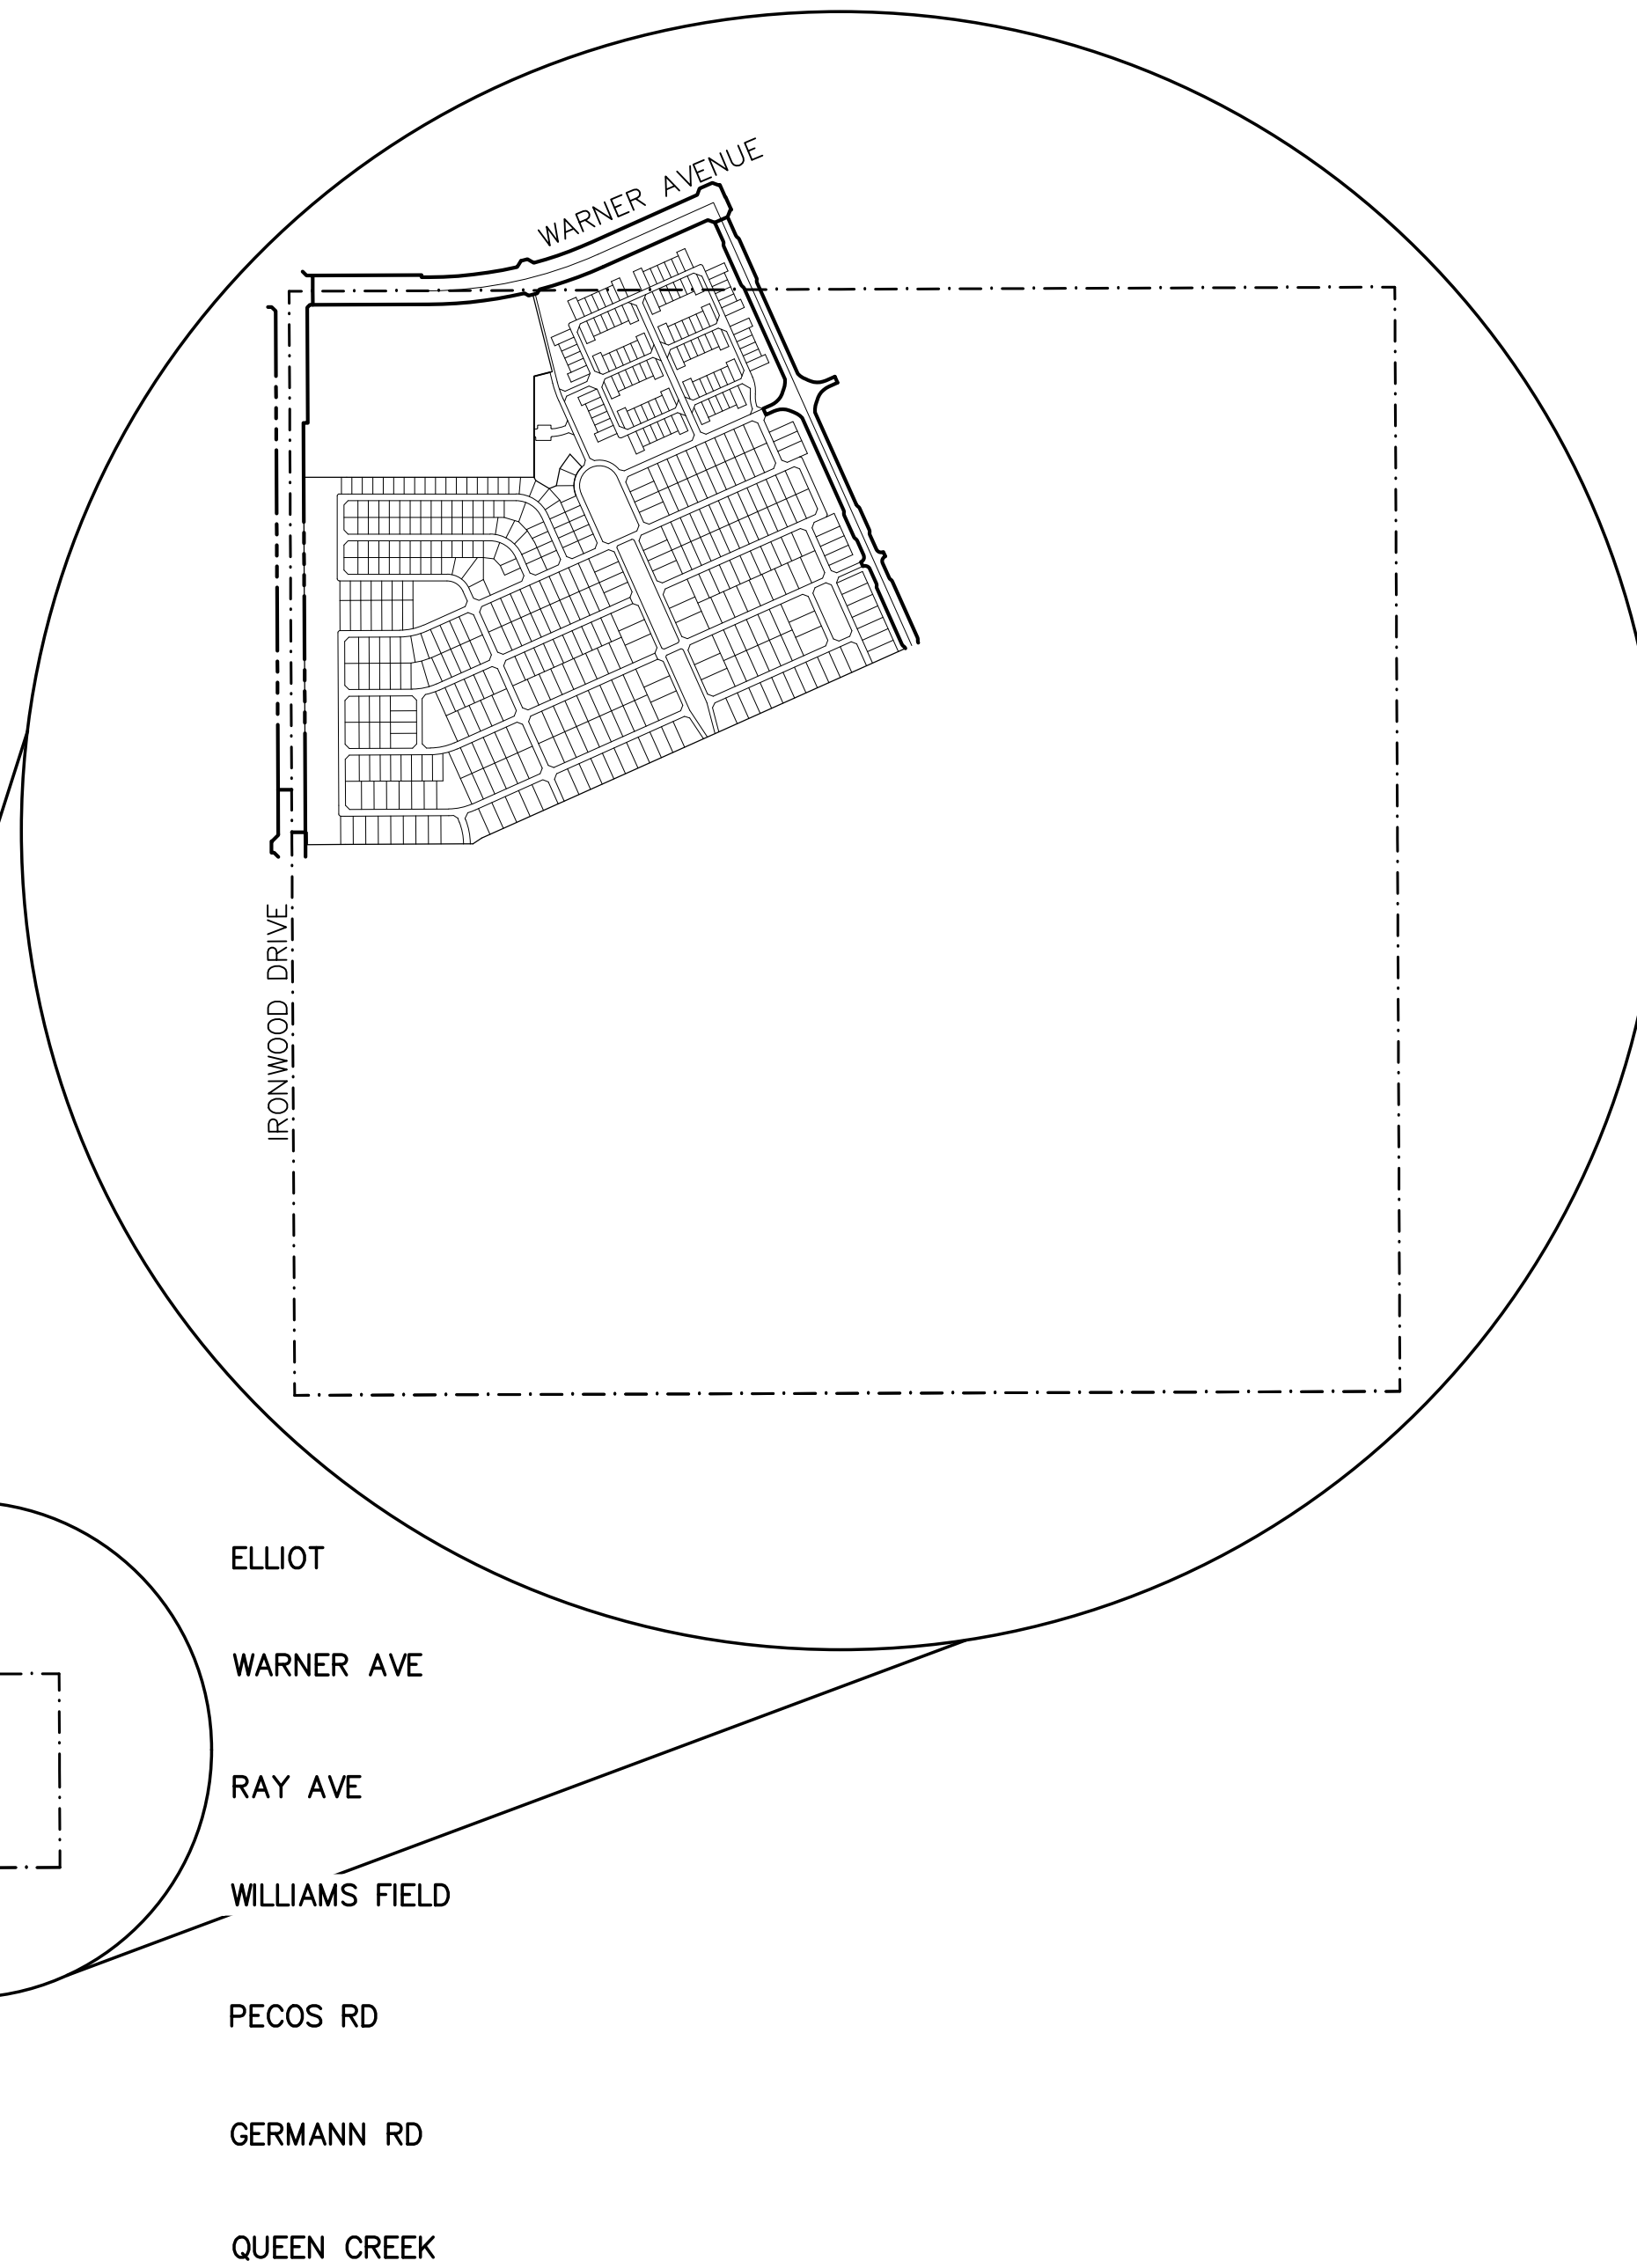 WARNER AVENUE
IRONWOOD DRIVE
ELLIOT
WARNER AVE
RAY AVE
WILLIAMS FIELD
PECOS RD
GERMANN RD
QUEEN CREEK